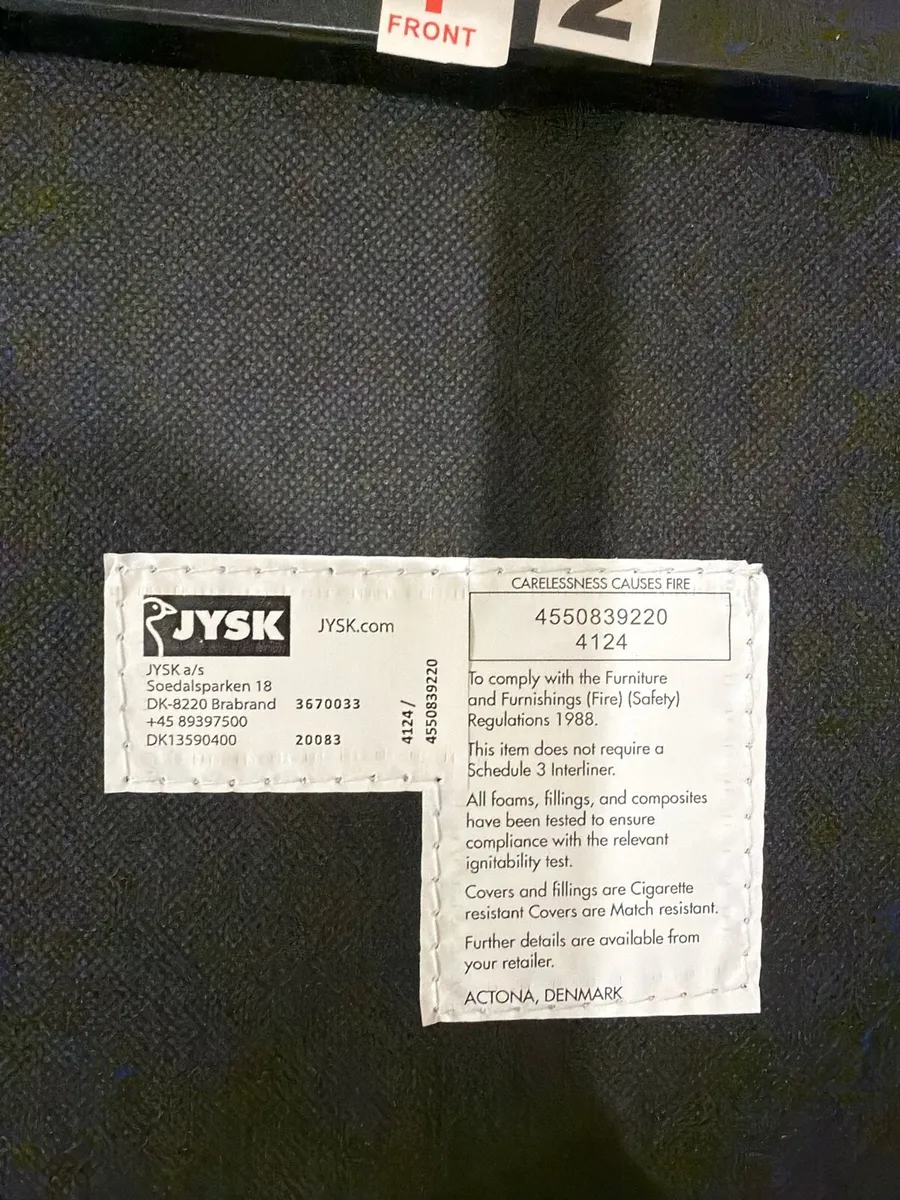 FRONT
2
JYSK
JYSK.com
JYSK a/s
Soedalsparken 18
DK-8220 Brabrand 3670033
+45 89397500
DK13590400 20083
4124 /
4550839220
CARELESSNESS CAUSES FIRE
4550839220
4124
To comply with the Furniture
and Furnishings (Fire) (Safety)
Regulations 1988.
This item does not require a
Schedule 3 Interliner.
All foams, fillings, and composites
have been tested to ensure
compliance with the relevant
ignitability test.
Covers and fillings are Cigarette
resistant Covers are Match resistant.
Further details are available from
your retailer.
ACTONA, DENMARK